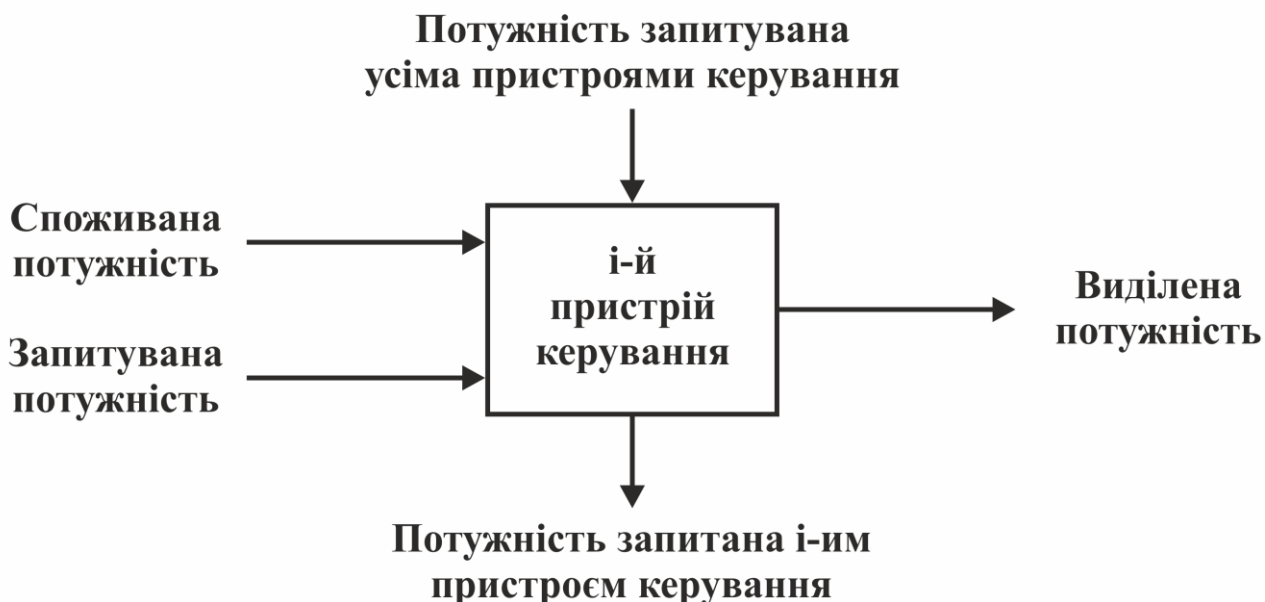 Потужність запитувана
усіма пристроями керування
Споживана
потужність
і-й
пристрій
керування
Виділена
потужність
Запитувана
потужність
Потужність запитана і-им
пристроєм керування